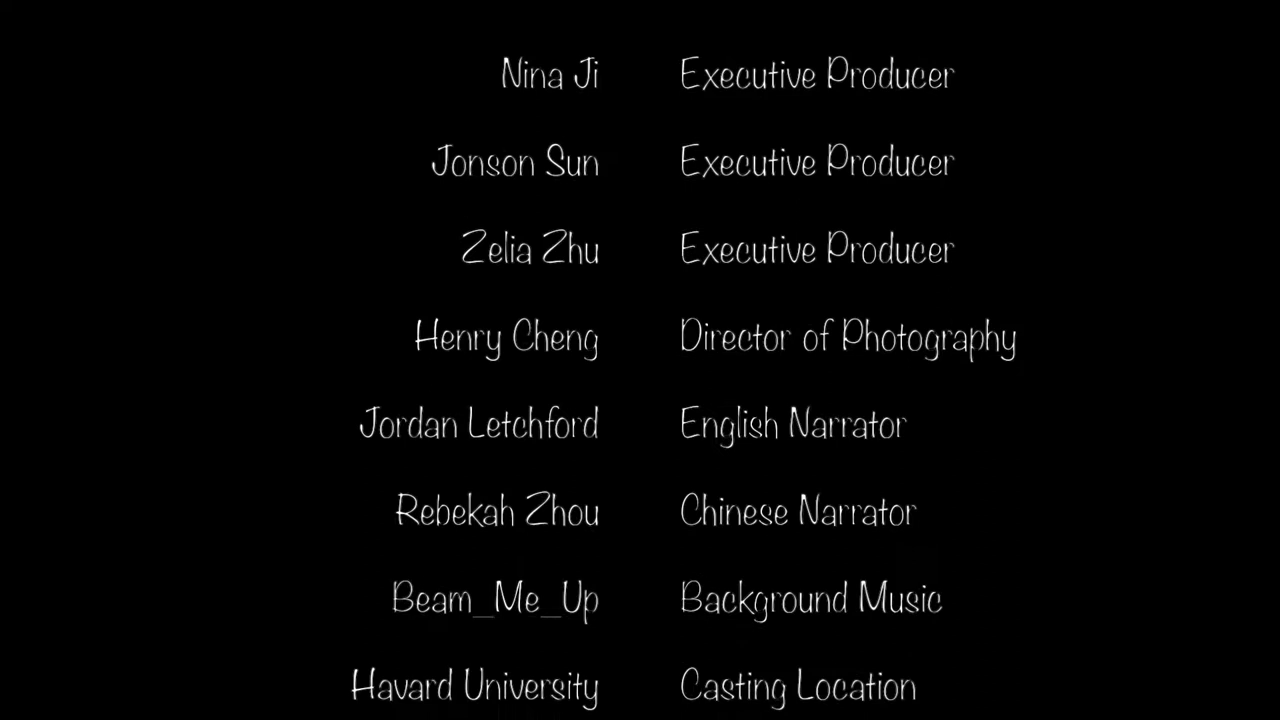 Nina Ji Executive Producer
Jonson Sun Executive Producer
Zelia Zhu Executive Producer
Henry Cheng Director of Photography
Jordan Letchford English Narrator
Rebekah Zhou Chinese Narrator
Beam_Me_Up Background Music
Havard University Casting Location